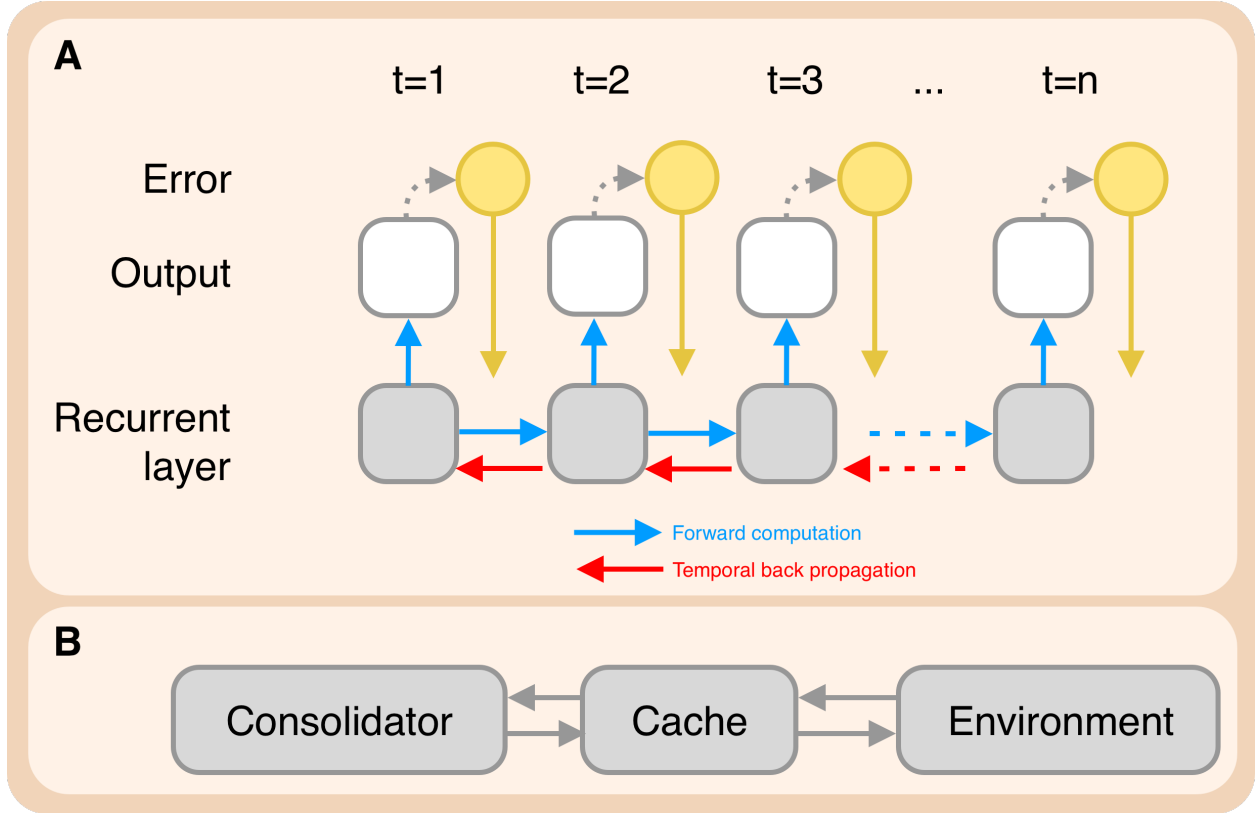 A
t=1 t=2 t=3 ... t=n
Error
Output
Recurrent
layer
Forward computation
Temporal back propagation
B
Consolidator Cache Environment